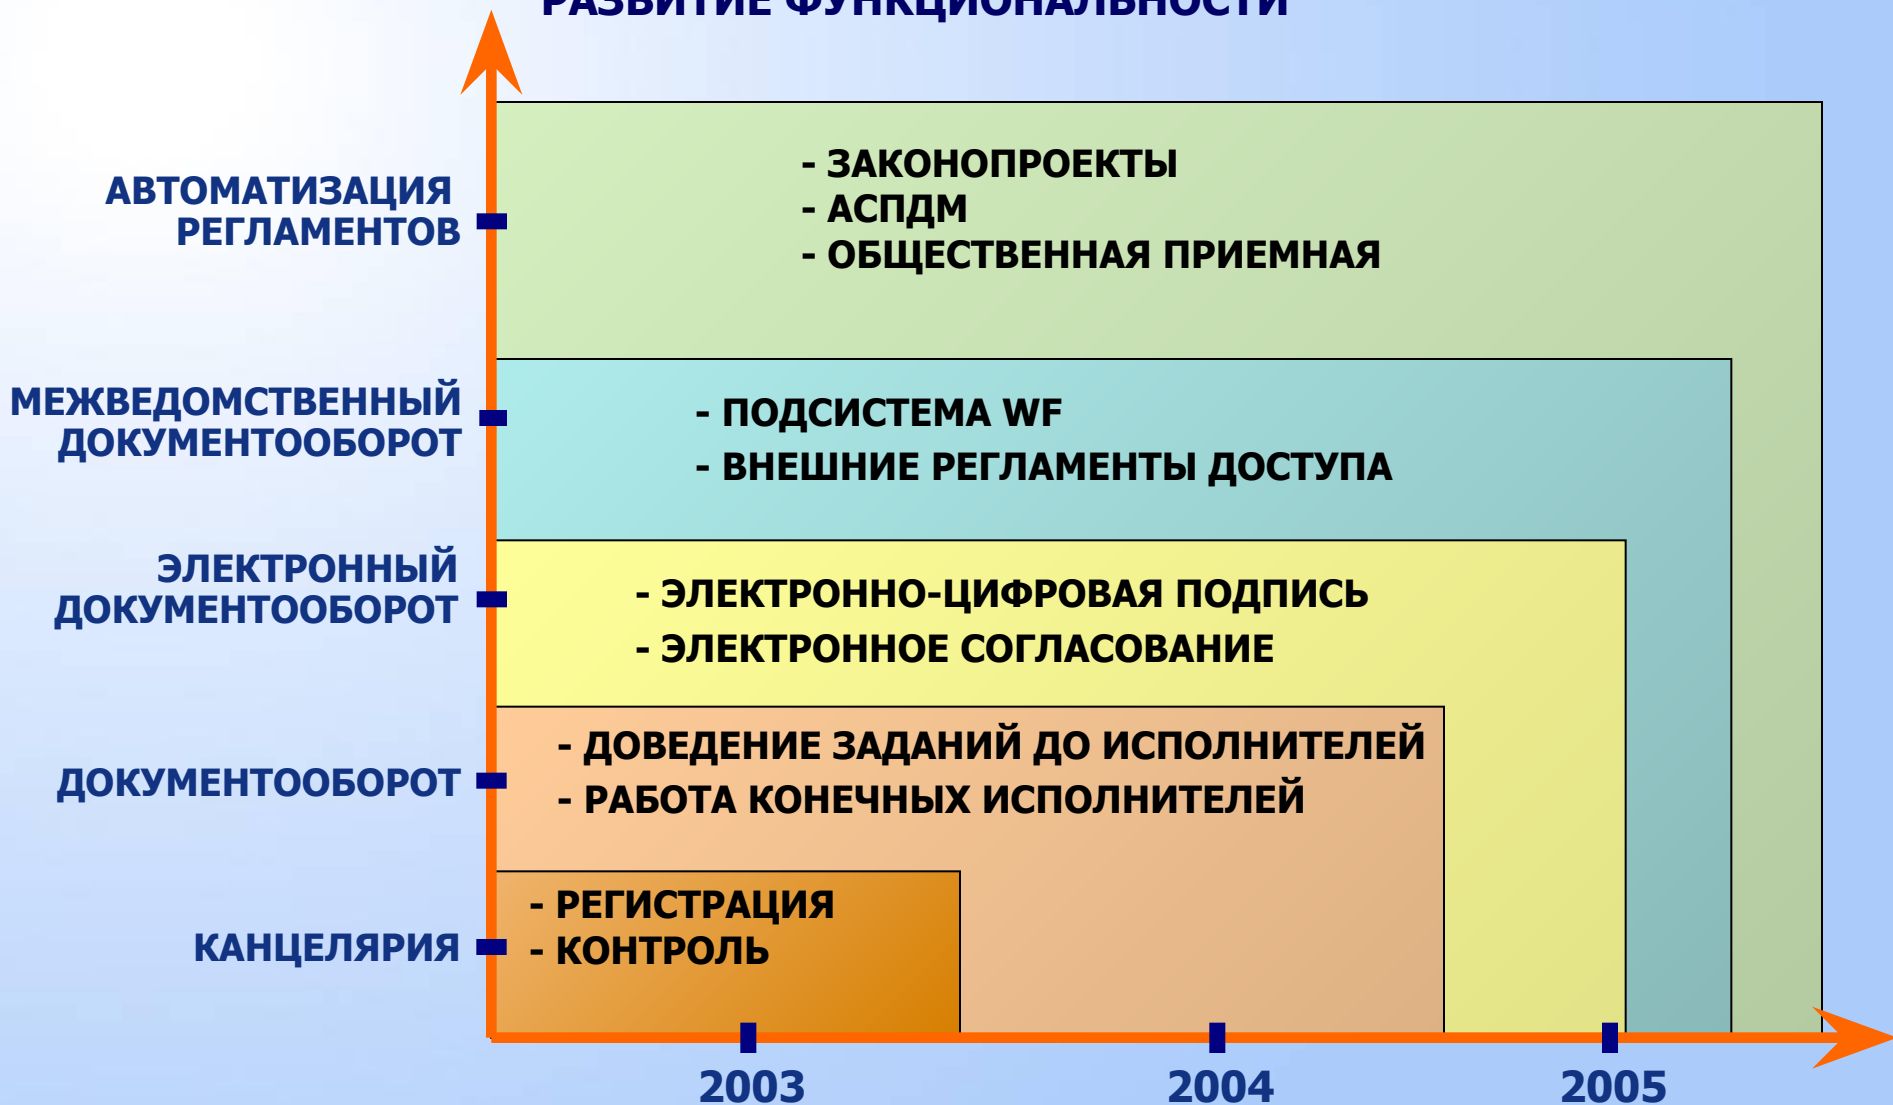 РАЗВИТИЕ ФУНКЦИОНАЛЬНОСТИ
АВТОМАТИЗАЦИЯ
РЕГЛАМЕНТОВ
- ЗАКОНОПРОЕКТЫ
- АСПДМ
- ОБЩЕСТВЕННАЯ ПРИЕМНАЯ
МЕЖВЕДОМСТВЕННЫЙ
ДОКУМЕНТООБОРОТ
- ПОДСИСТЕМА WF
- ВНЕШНИЕ РЕГЛАМЕНТЫ ДОСТУПА
ЭЛЕКТРОННЫЙ
ДОКУМЕНТООБОРОТ
- ЭЛЕКТРОННО-ЦИФРОВАЯ ПОДПИСЬ
- ЭЛЕКТРОННОЕ СОГЛАСОВАНИЕ
ДОКУМЕНТООБОРОТ
- ДОВЕДЕНИЕ ЗАДАНИЙ ДО ИСПОЛНИТЕЛЕЙ
- РАБОТА КОНЕЧНЫХ ИСПОЛНИТЕЛЕЙ
КАНЦЕЛЯРИЯ
- РЕГИСТРАЦИЯ
- КОНТРОЛЬ
2003
2004
2005